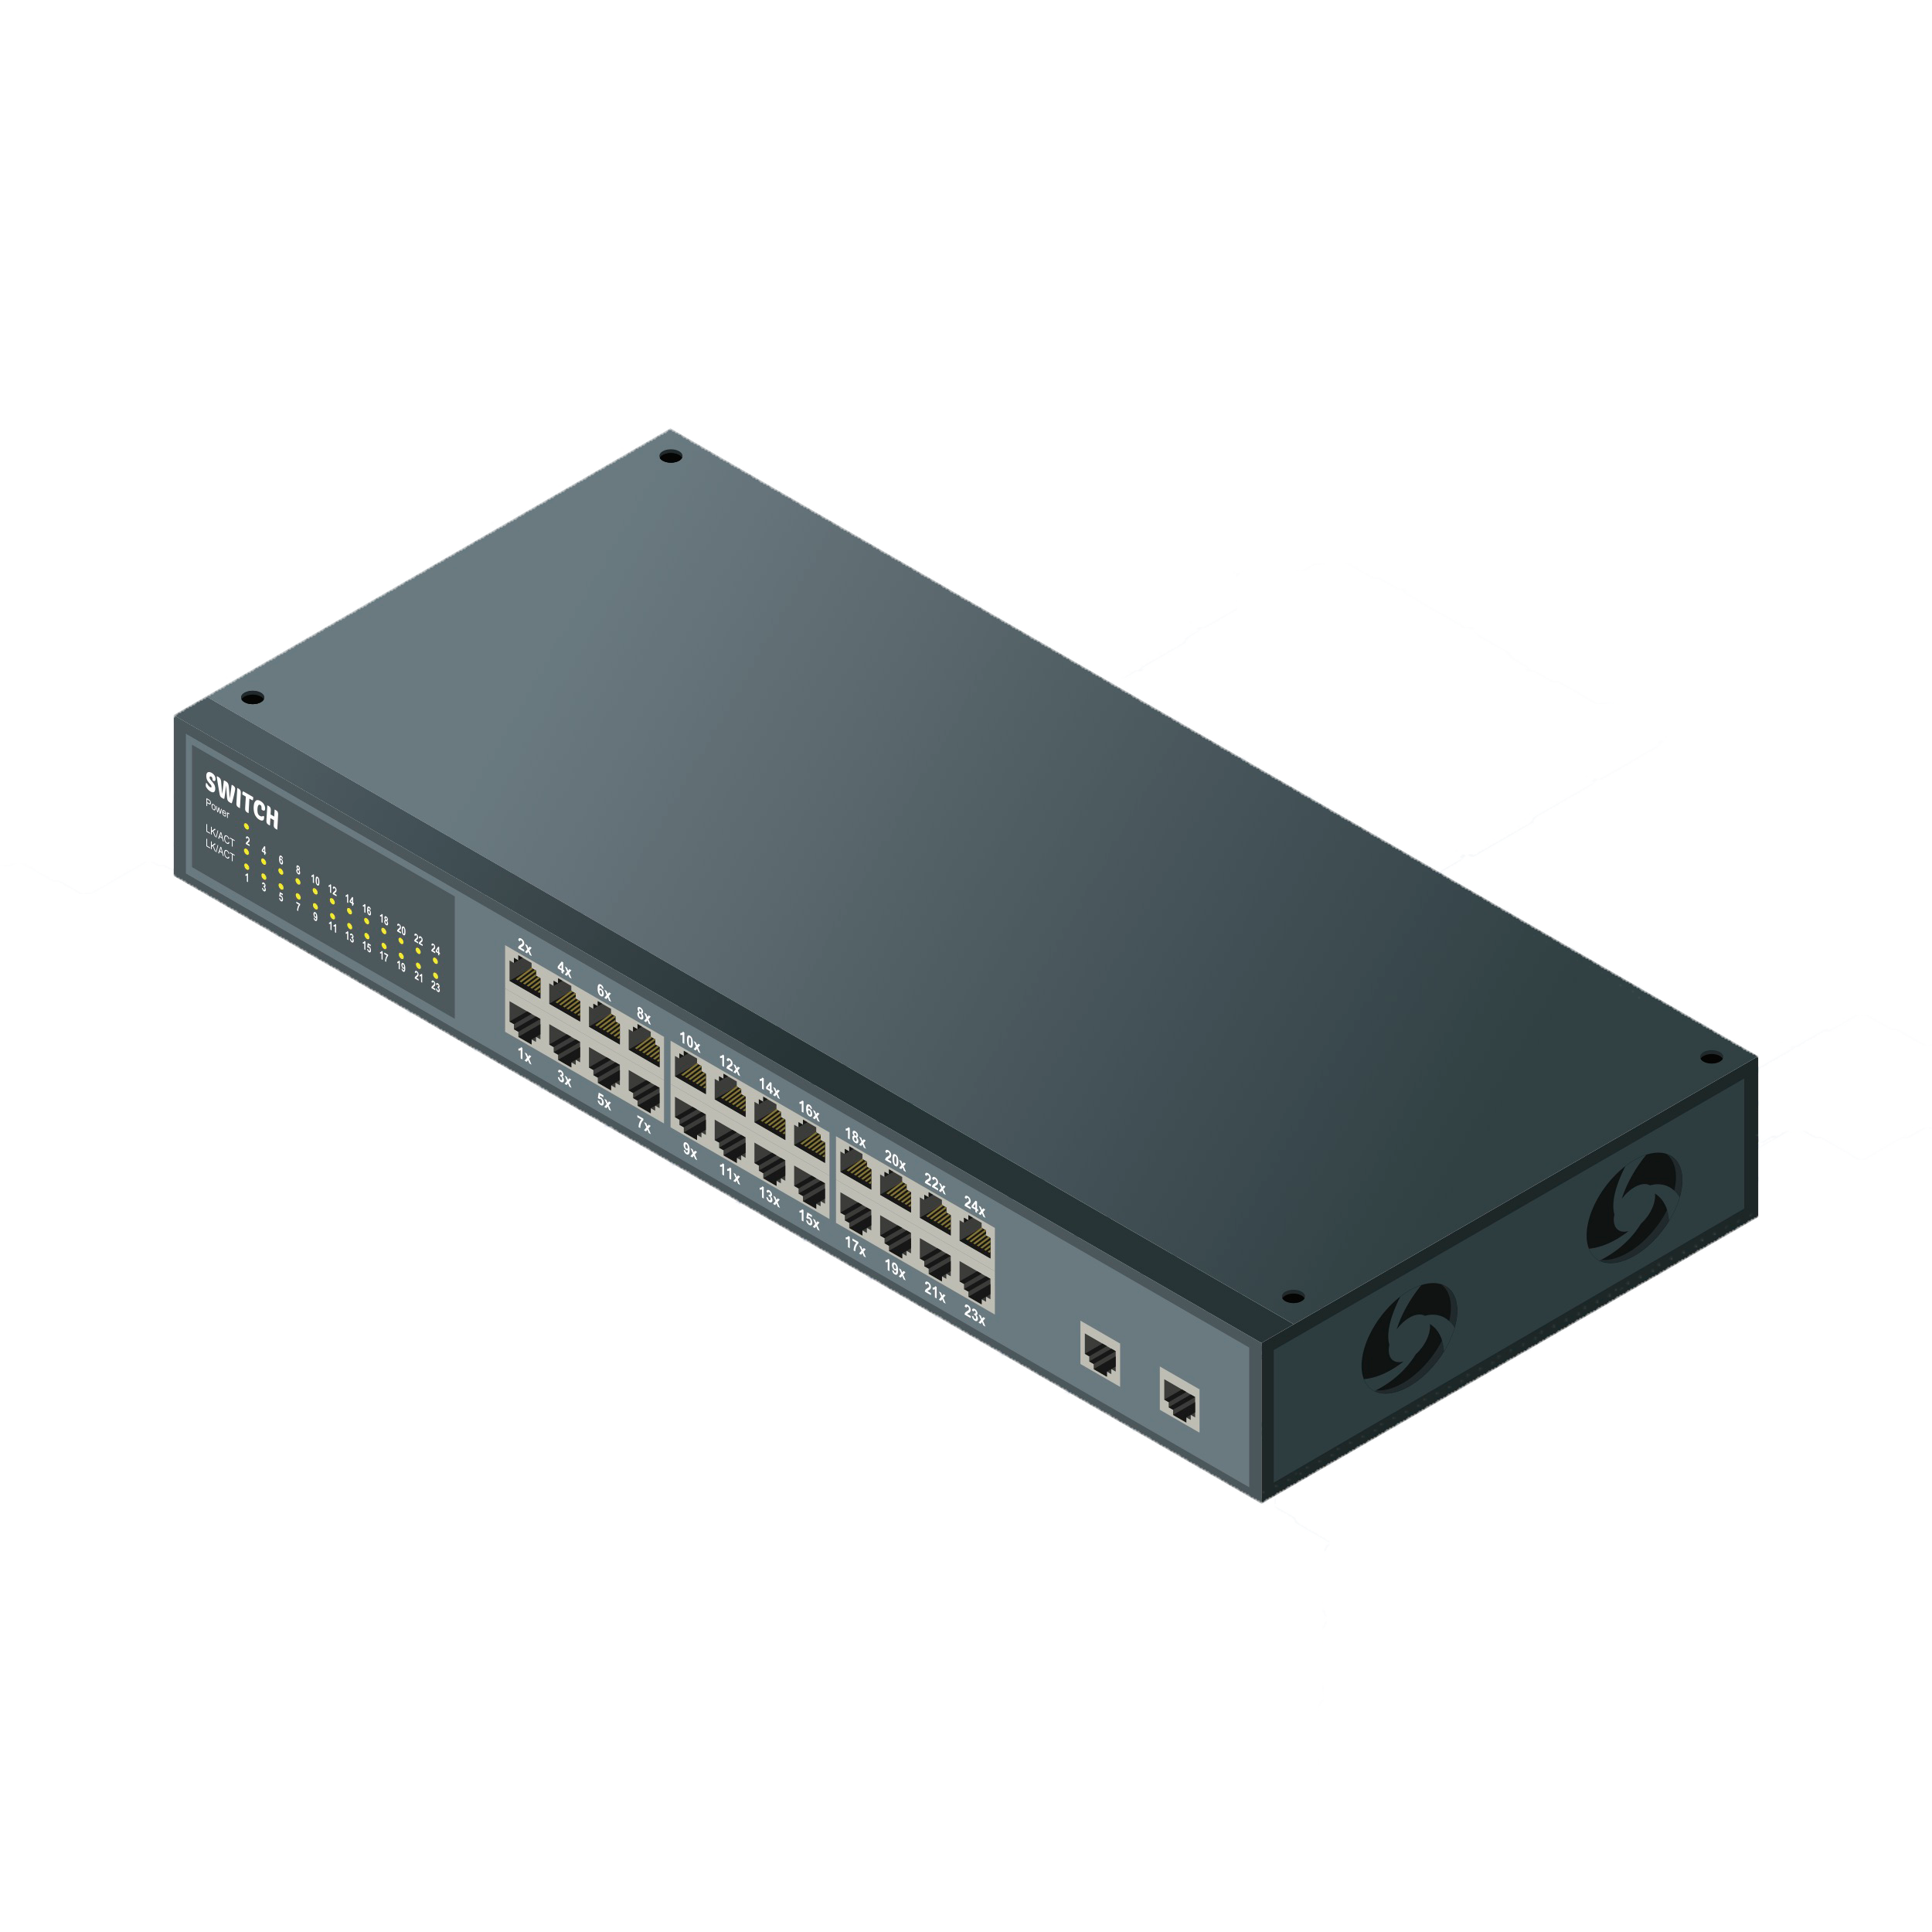 SWITCH
Power
LK/ACT
LK/ACT
2 4 6 8 10 12 14 16 18 20 22 24
1 3 5 7 9 11 13 15 17 19 21 23
2x 4x 6x 8x 10x 12x 14x 16x 18x 20x 22x 24x
1x 3x 5x 7x 9x 11x 13x 15x 17x 19x 21x 23x